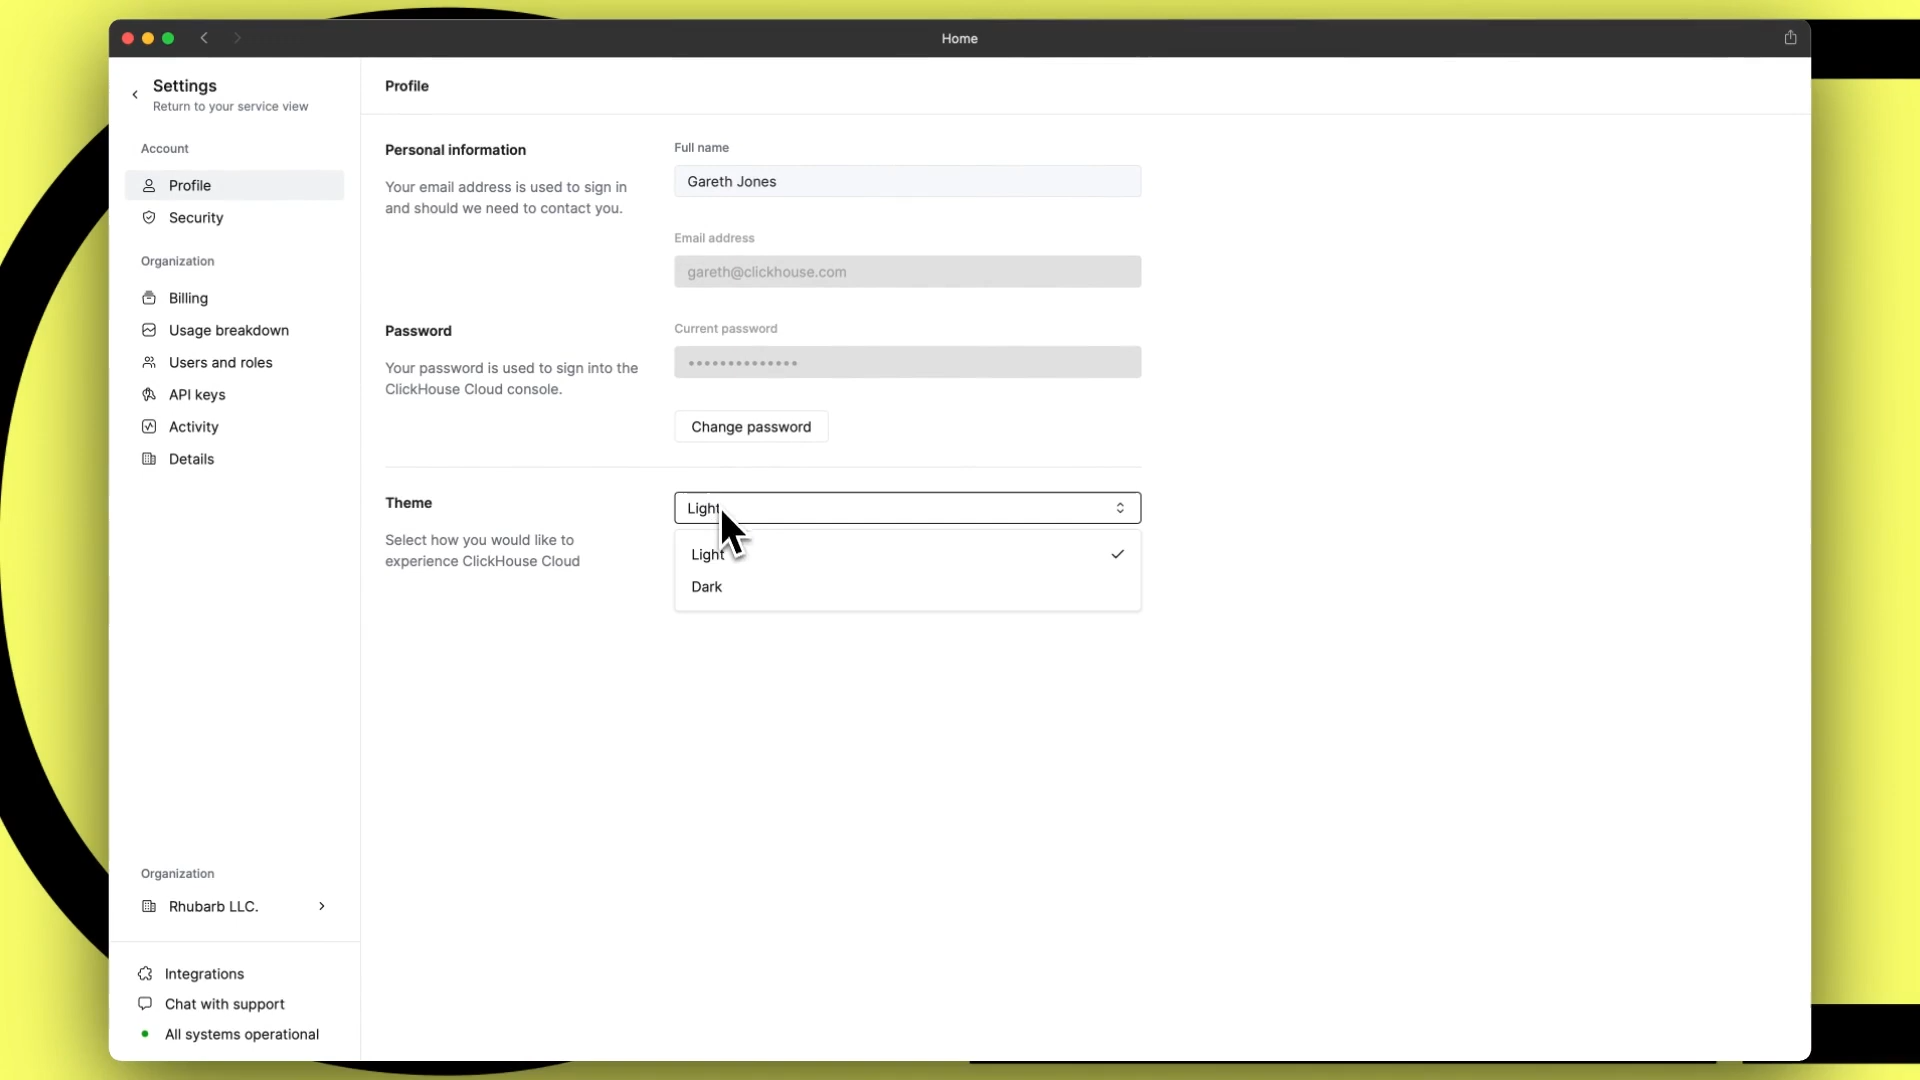 Home
Settings
Return to your service view
Account
Profile
Security
Organization
Billing
Usage breakdown
Users and roles
API keys
Activity
Details
Organization
Rhubarb LLC.
Integrations
Chat with support
All systems operational
Profile
Personal information
Your email address is used to sign in
and should we need to contact you.
Full name
Gareth Jones
Email address
gareth@clickhouse.com
Password
Your password is used to sign into the
ClickHouse Cloud console.
Current password
••••••••••••••
Change password
Theme
Select how you would like to
experience ClickHouse Cloud
Light
Light
Dark